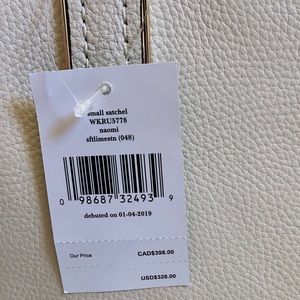 small satchel
WKRU5778
naomi
sftlimestn (048)
0 98687 32493 9
debuted on 01-04-2019
Our Price CAD$398.00
USD$328.00